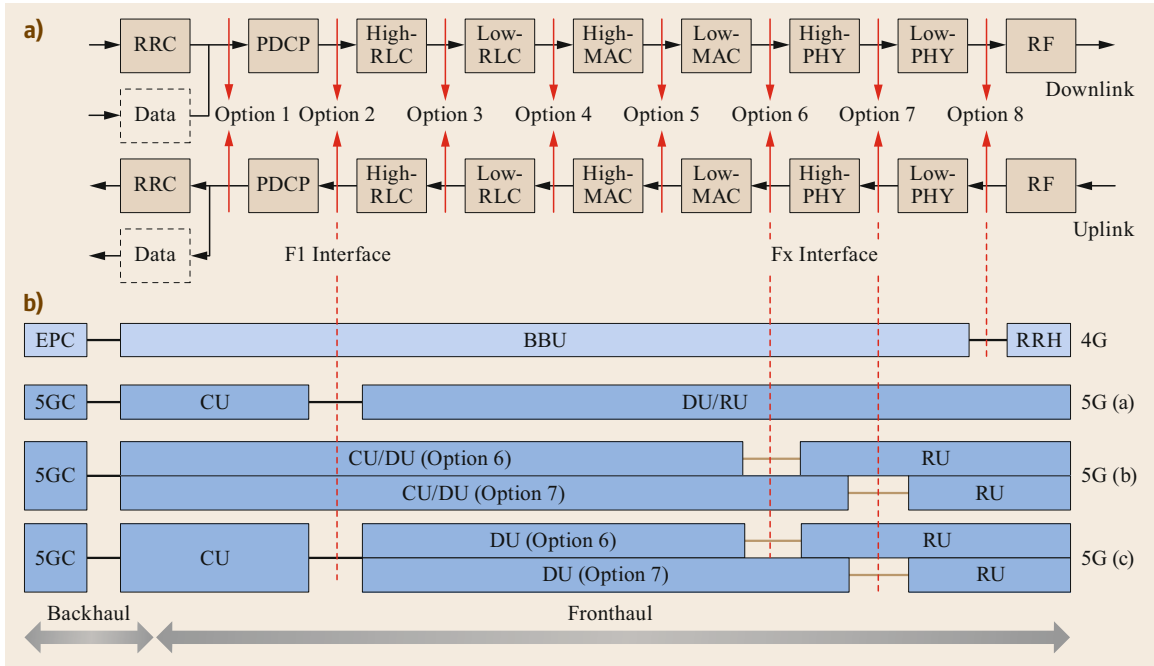 a)
RRC
PDCP
High-
RLC
Low-
RLC
High-
MAC
Low-
MAC
High-
PHY
Low-
PHY
RF
Downlink
Data
Option 1
Option 2
Option 3
Option 4
Option 5
Option 6
Option 7
Option 8
RRC
PDCP
High-
RLC
Low-
RLC
High-
MAC
Low-
MAC
High-
PHY
Low-
PHY
RF
Uplink
Data
F1 Interface
Fx Interface
b)
EPC
BBU
RRH
4G
5GC
CU
DU/RU
5G (a)
5GC
CU/DU (Option 6)
RU
CU/DU (Option 7)
RU
5G (b)
5GC
CU
DU (Option 6)
RU
DU (Option 7)
RU
5G (c)
Backhaul
Fronthaul